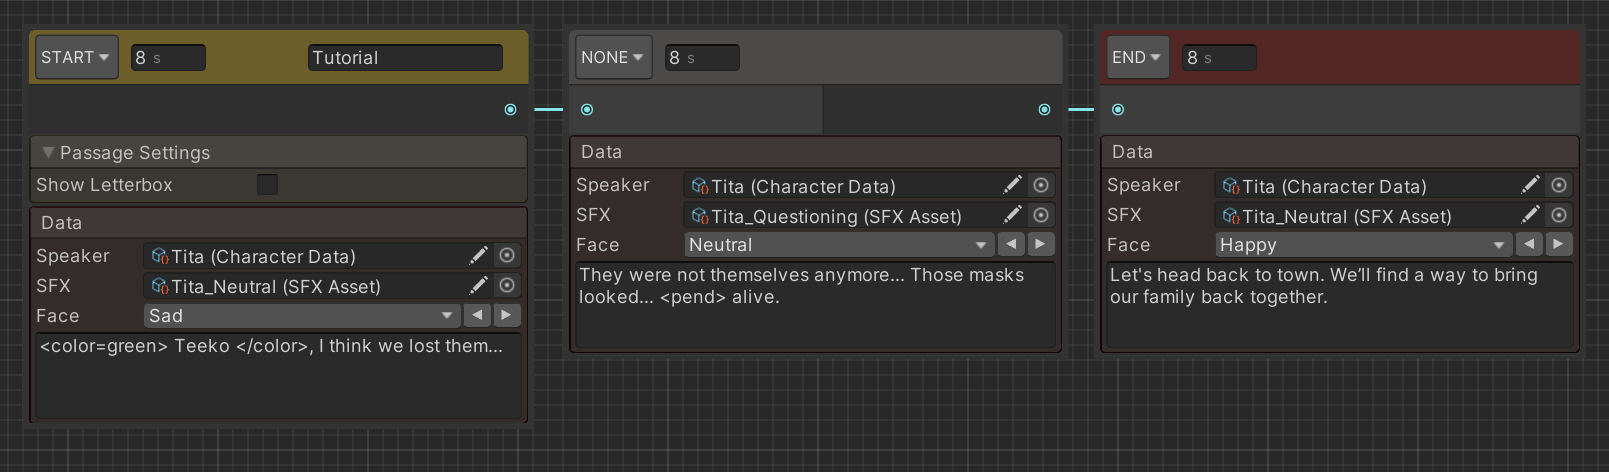 START 8 s Tutorial
Passage Settings
Show Letterbox
Data
Speaker Tita (Character Data)
SFX Tita_Neutral (SFX Asset)
Face Sad
<color=green> Teeko </color>, I think we lost them...
NONE 8 s
Data
Speaker Tita (Character Data)
SFX Tita_Questioning (SFX Asset)
Face Neutral
They were not themselves anymore... Those masks
looked... <pend> alive.
END 8 s
Data
Speaker Tita (Character Data)
SFX Tita_Neutral (SFX Asset)
Face Happy
Let's head back to town. We’ll find a way to bring
our family back together.